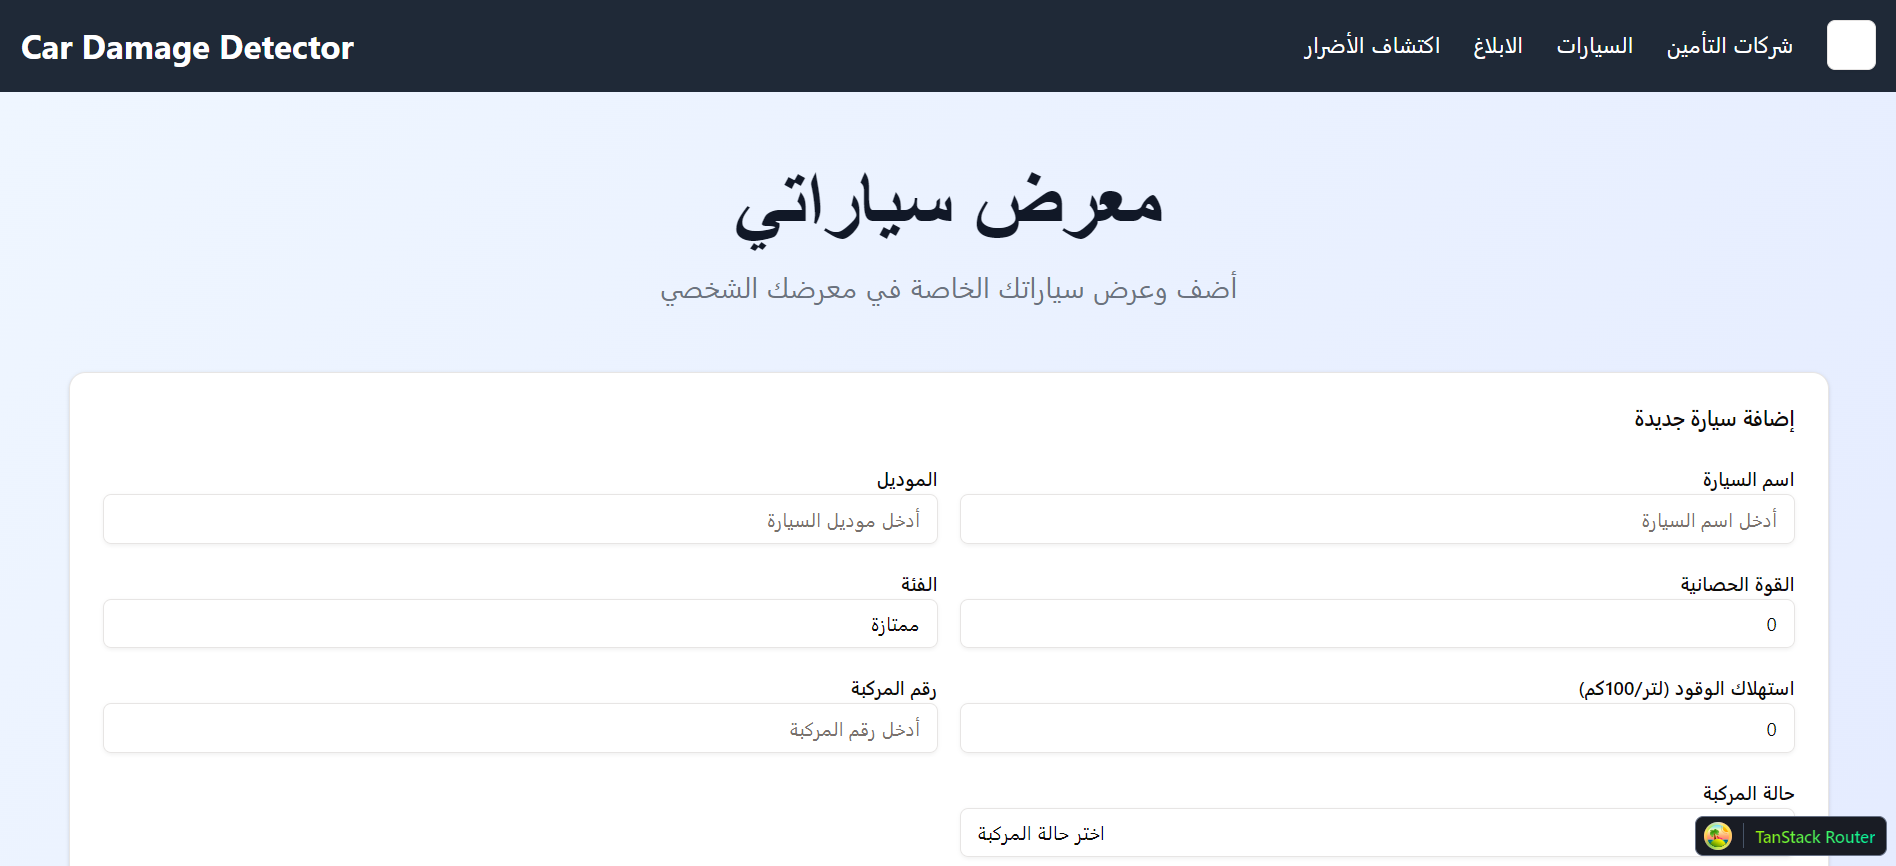 Car Damage Detector
شركات التأمين
السيارات
الابلاغ
اكتشاف الأضرار
معرض سياراتي
أضف وعرض سياراتك الخاصة في معرضك الشخصي
إضافة سيارة جديدة
اسم السيارة
أدخل اسم السيارة
الموديل
أدخل موديل السيارة
القوة الحصانية
0
الفئة
ممتازة
استهلاك الوقود (لتر/100كم)
0
رقم المركبة
أدخل رقم المركبة
حالة المركبة
اختر حالة المركبة
TanStack Router